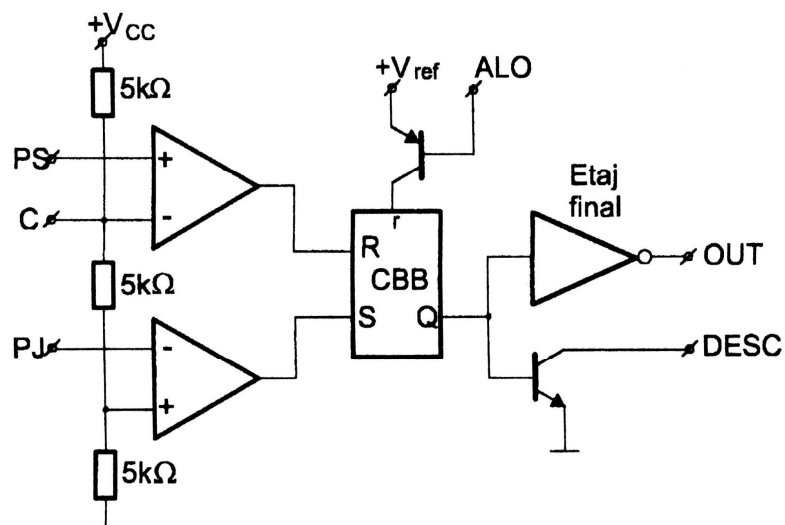 +VCC
5kΩ
+Vref
ALO
PS
+
Etaj
final
C
-
r
R
OUT
CBB
5kΩ
S
Q
PJ
-
DESC
+
5kΩ